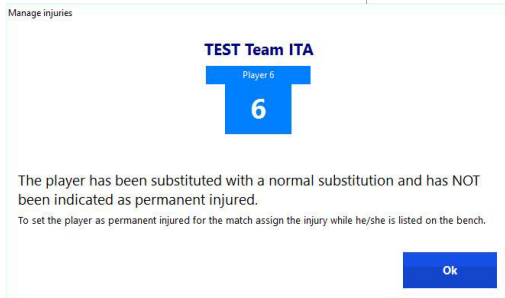 Manage injuries
TEST Team ITA
Player 6
6
The player has been substituted with a normal substitution and has NOT
been indicated as permanent injured.
To set the player as permanent injured for the match assign the injury while he/she is listed on the bench.
Ok